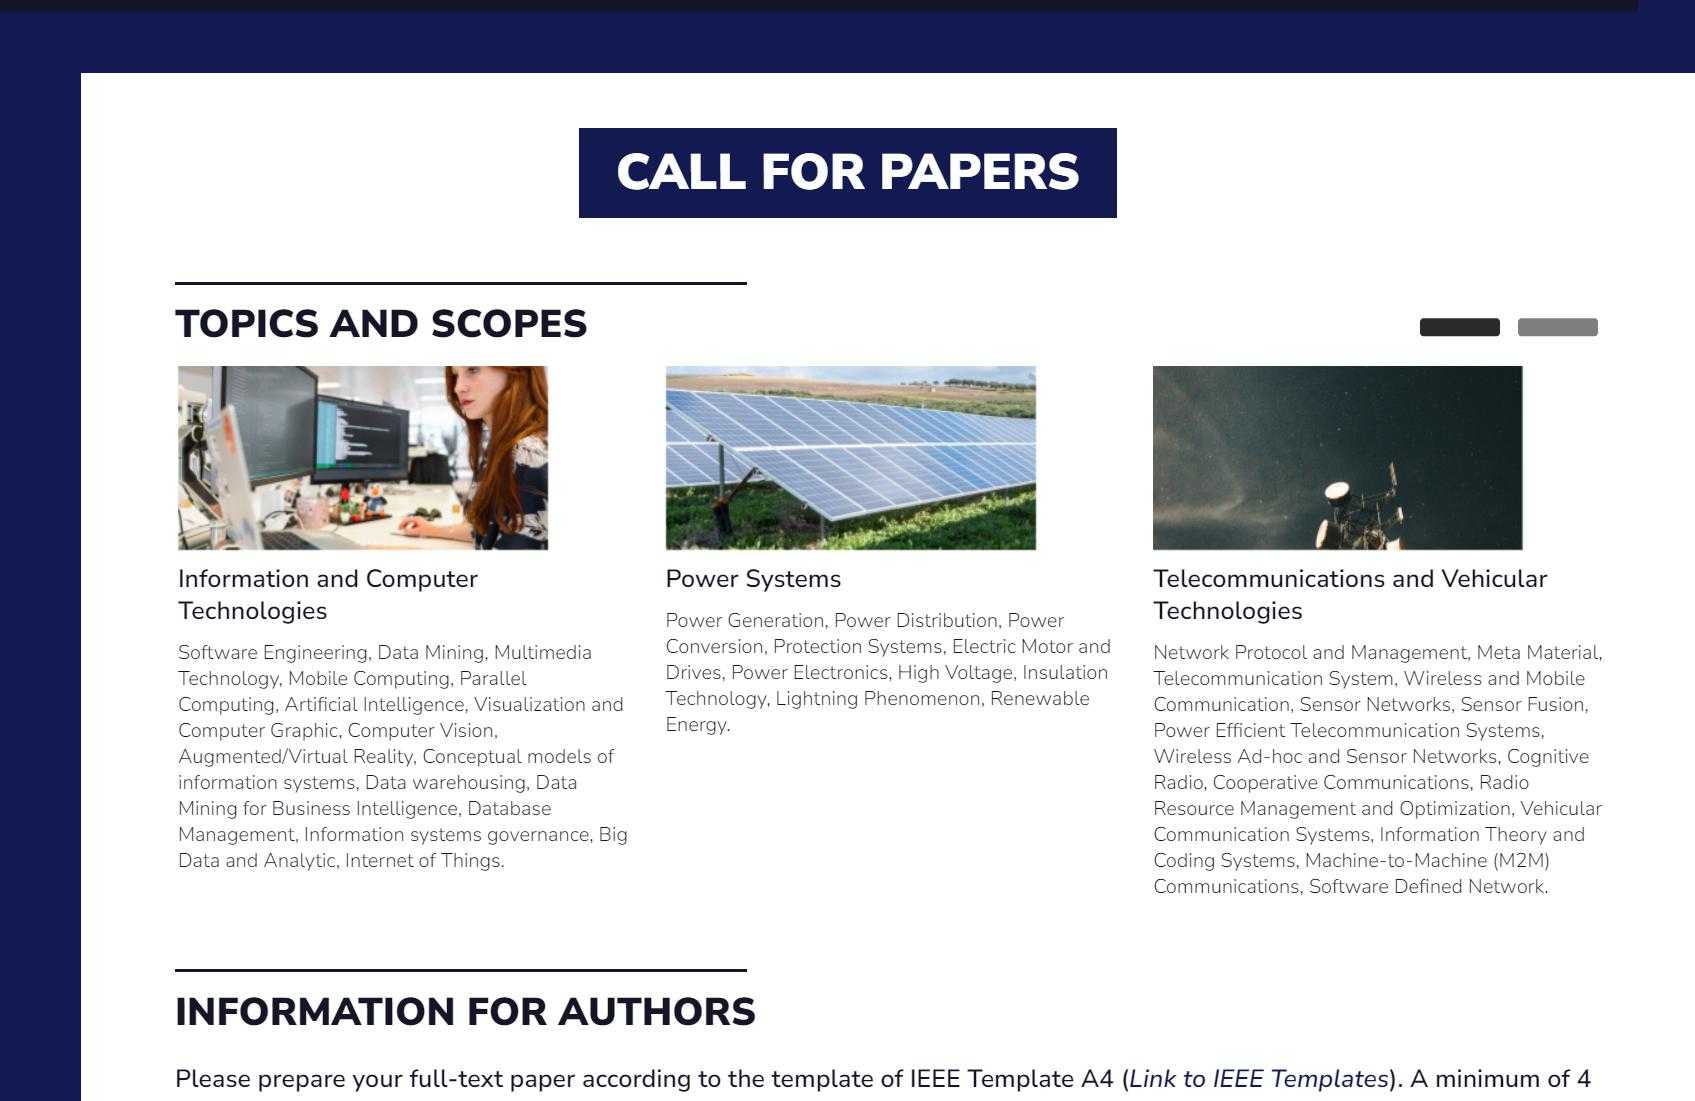 CALL FOR PAPERS
TOPICS AND SCOPES
Information and Computer
Technologies
Software Engineering, Data Mining, Multimedia
Technology, Mobile Computing, Parallel
Computing, Artificial Intelligence, Visualization and
Computer Graphic, Computer Vision,
Augmented/Virtual Reality, Conceptual models of
information systems, Data warehousing, Data
Mining for Business Intelligence, Database
Management, Information systems governance, Big
Data and Analytic, Internet of Things.
Power Systems
Power Generation, Power Distribution, Power
Conversion, Protection Systems, Electric Motor and
Drives, Power Electronics, High Voltage, Insulation
Technology, Lightning Phenomenon, Renewable
Energy.
Telecommunications and Vehicular
Technologies
Network Protocol and Management, Meta Material,
Telecommunication System, Wireless and Mobile
Communication, Sensor Networks, Sensor Fusion,
Power Efficient Telecommunication Systems,
Wireless Ad-hoc and Sensor Networks, Cognitive
Radio, Cooperative Communications, Radio
Resource Management and Optimization, Vehicular
Communication Systems, Information Theory and
Coding Systems, Machine-to-Machine (M2M)
Communications, Software Defined Network.
INFORMATION FOR AUTHORS
Please prepare your full-text paper according to the template of IEEE Template A4 (Link to IEEE Templates). A minimum of 4